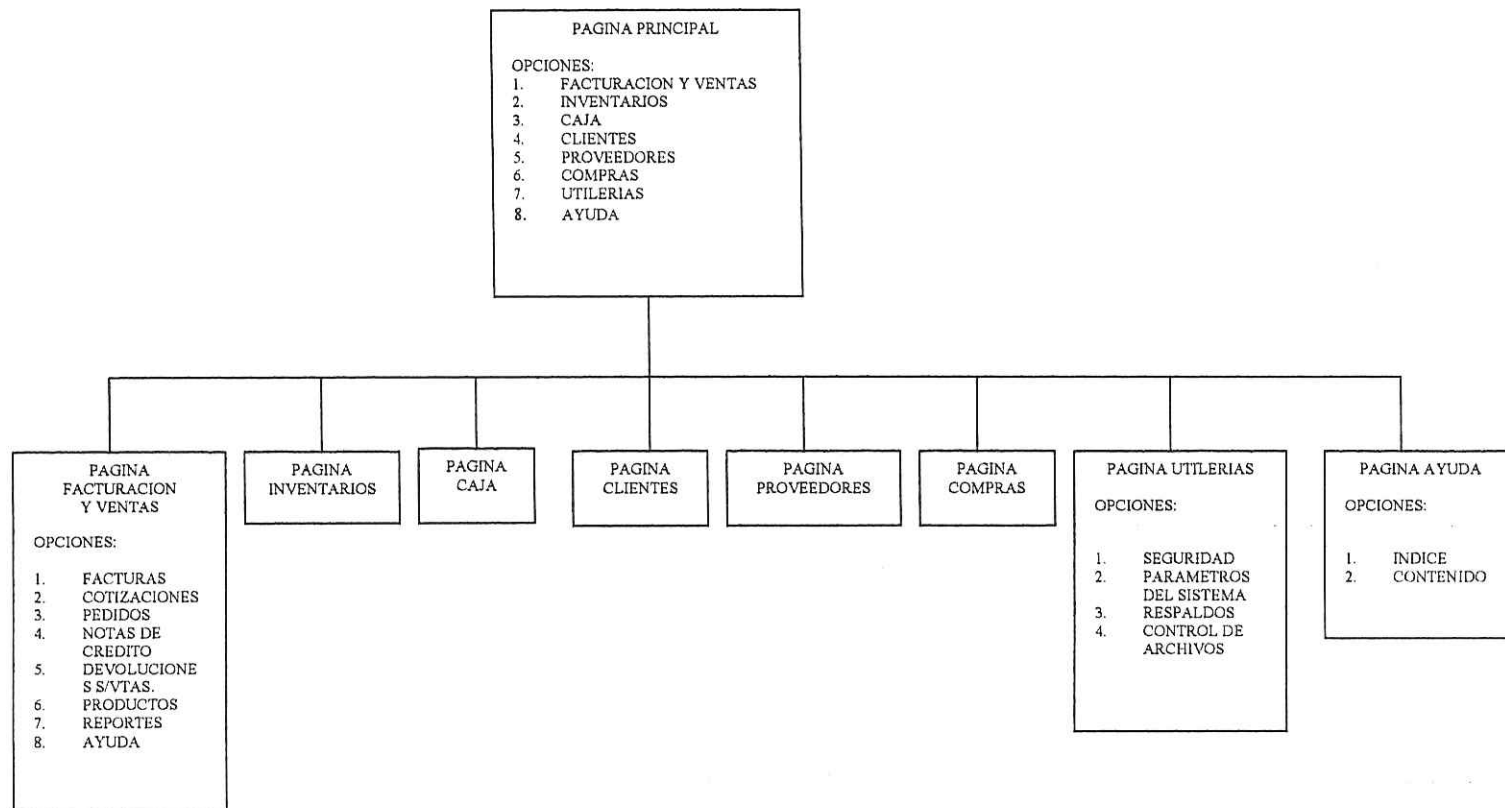 PAGINA PRINCIPAL
OPCIONES:
1. FACTURACION Y VENTAS
2. INVENTARIOS
3. CAJA
4. CLIENTES
5. PROVEEDORES
6. COMPRAS
7. UTILERIAS
8. AYUDA
PAGINA
FACTURACION
Y VENTAS
OPCIONES:
1. FACTURAS
2. COTIZACIONES
3. PEDIDOS
4. NOTAS DE
CREDITO
5. DEVOLUCIONE
S S/VTAS.
6. PRODUCTOS
7. REPORTES
8. AYUDA
PAGINA
INVENTARIOS
PAGINA
CAJA
PAGINA
CLIENTES
PAGINA
PROVEEDORES
PAGINA
COMPRAS
PAGINA UTILERIAS
OPCIONES:
1. SEGURIDAD
2. PARAMETROS
DEL SISTEMA
3. RESPALDOS
4. CONTROL DE
ARCHIVOS
PAGINA AYUDA
OPCIONES:
1. INDICE
2. CONTENIDO